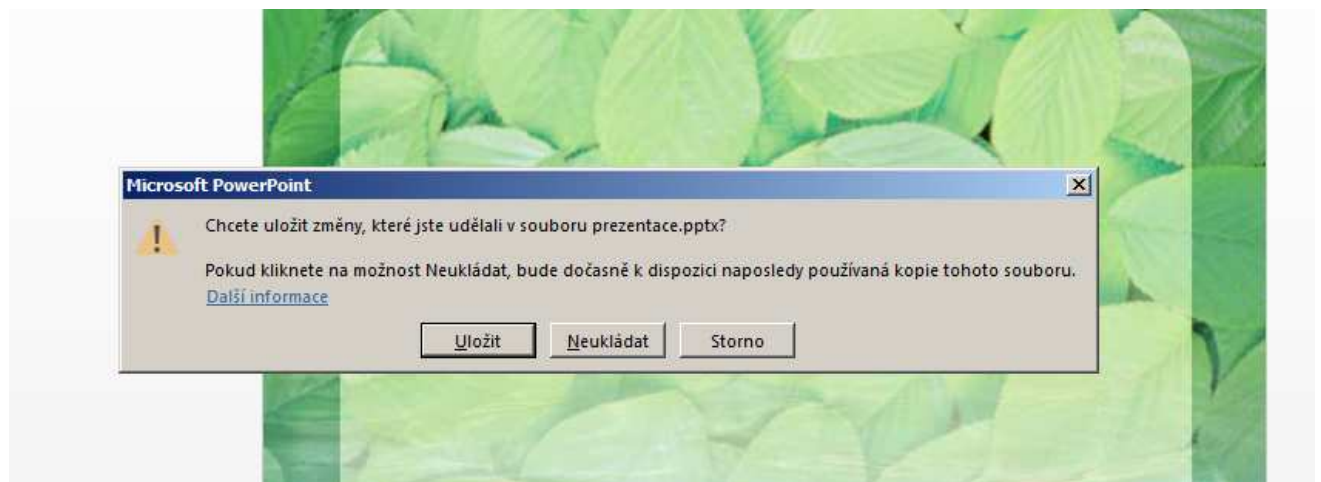 Microsoft PowerPoint
Chcete uložit změny, které jste udělali v souboru prezentace.pptx?
Pokud kliknete na možnost Neukládat, bude dočasně k dispozici naposledy používaná kopie tohoto souboru.
Další informace
Uložit Neukládat Storno